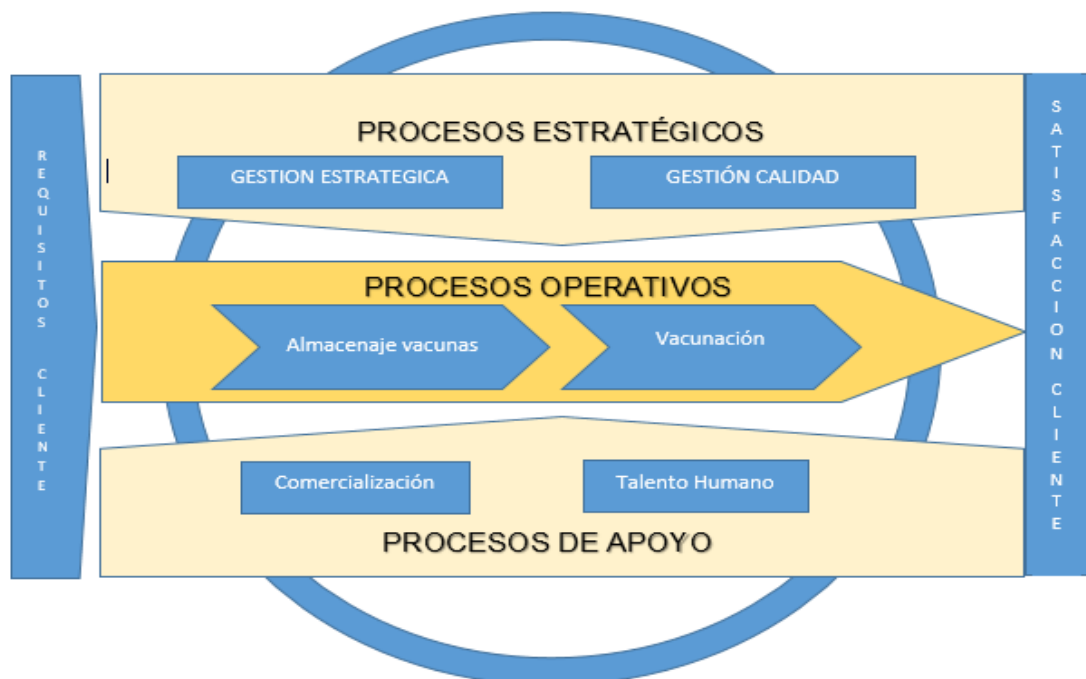 REQUISITOS CLIENTE
PROCESOS ESTRATÉGICOS
GESTION ESTRATEGICA
GESTIÓN CALIDAD
PROCESOS OPERATIVOS
Almacenaje vacunas
Vacunación
Comercialización
Talento Humano
PROCESOS DE APOYO
SATISFACCION CLIENTE